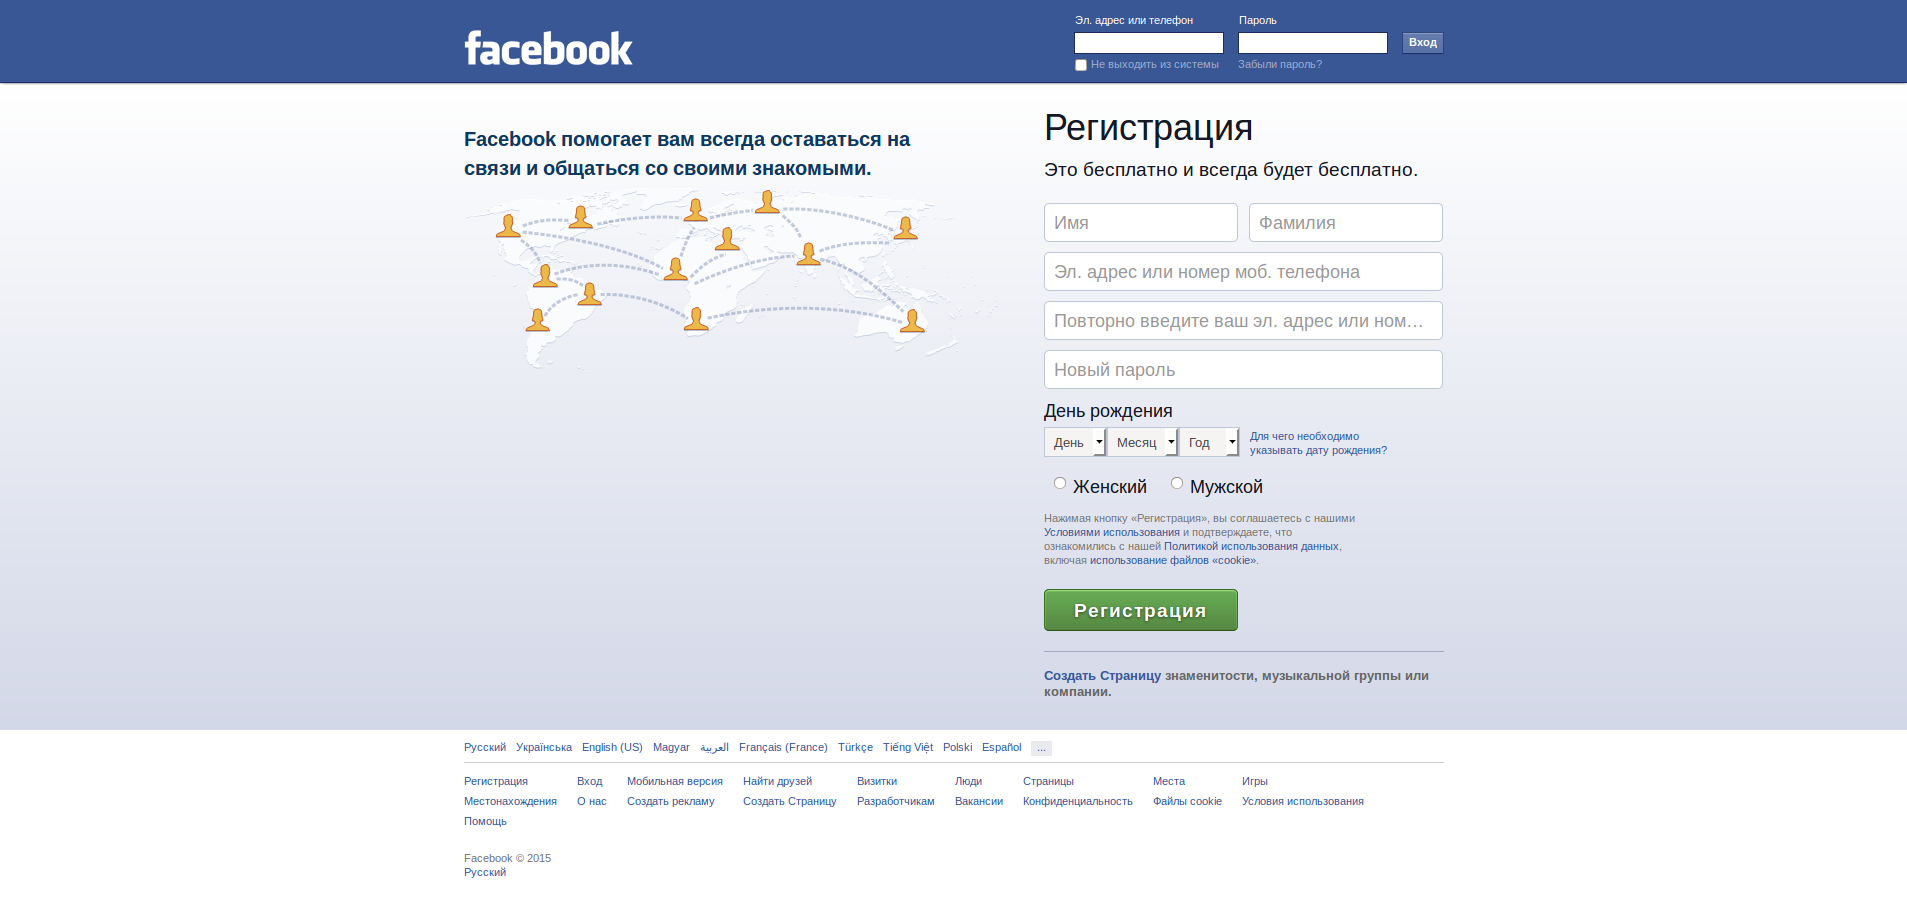 facebook
Эл. адрес или телефон
Пароль
Вход
Не выходить из системы
Забыли пароль?
Facebook помогает вам всегда оставаться на
связи и общаться со своими знакомыми.
Регистрация
Это бесплатно и всегда будет бесплатно.
Имя
Фамилия
Эл. адрес или номер моб. телефона
Повторно введите ваш эл. адрес или ном…
Новый пароль
День рождения
День Месяц Год
Для чего необходимо
указывать дату рождения?
Женский Мужской
Нажимая кнопку «Регистрация», вы соглашаетесь с нашими
Условиями использования и подтверждаете, что
ознакомились с нашей Политикой использования данных,
включая использование файлов «cookie».
Регистрация
Создать Страницу знаменитости, музыкальной группы или
компании.
Русский Українська English (US) Magyar العربية Français (France) Türkçe Tiếng Việt Polski Español ...
Регистрация Вход Мобильная версия Найти друзей Визитки Люди Страницы Места Игры
Местонахождения О нас Создать рекламу Создать Страницу Разработчикам Вакансии Конфиденциальность Файлы cookie Условия использования
Помощь
Facebook © 2015
Русский